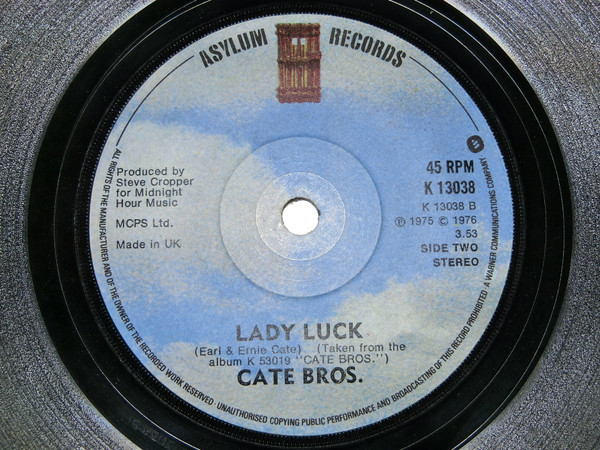 ASYLUM RECORDS
Produced by
Steve Cropper
for Midnight
Hour Music
MCPS Ltd.
Made in UK
45 RPM
K 13038
K 13038 B
℗ 1975 © 1976
3.53
SIDE TWO
STEREO
LADY LUCK
(Earl & Ernie Cate) (Taken from the
album K 53019 "CATE BROS.")
CATE BROS.
ALL RIGHTS OF THE MANUFACTURER AND OF THE OWNER OF THE RECORDED WORK RESERVED · UNAUTHORISED COPYING PUBLIC PERFORMANCE AND BROADCASTING OF THIS RECORD PROHIBITED A WARNER COMMUNICATIONS COMPANY